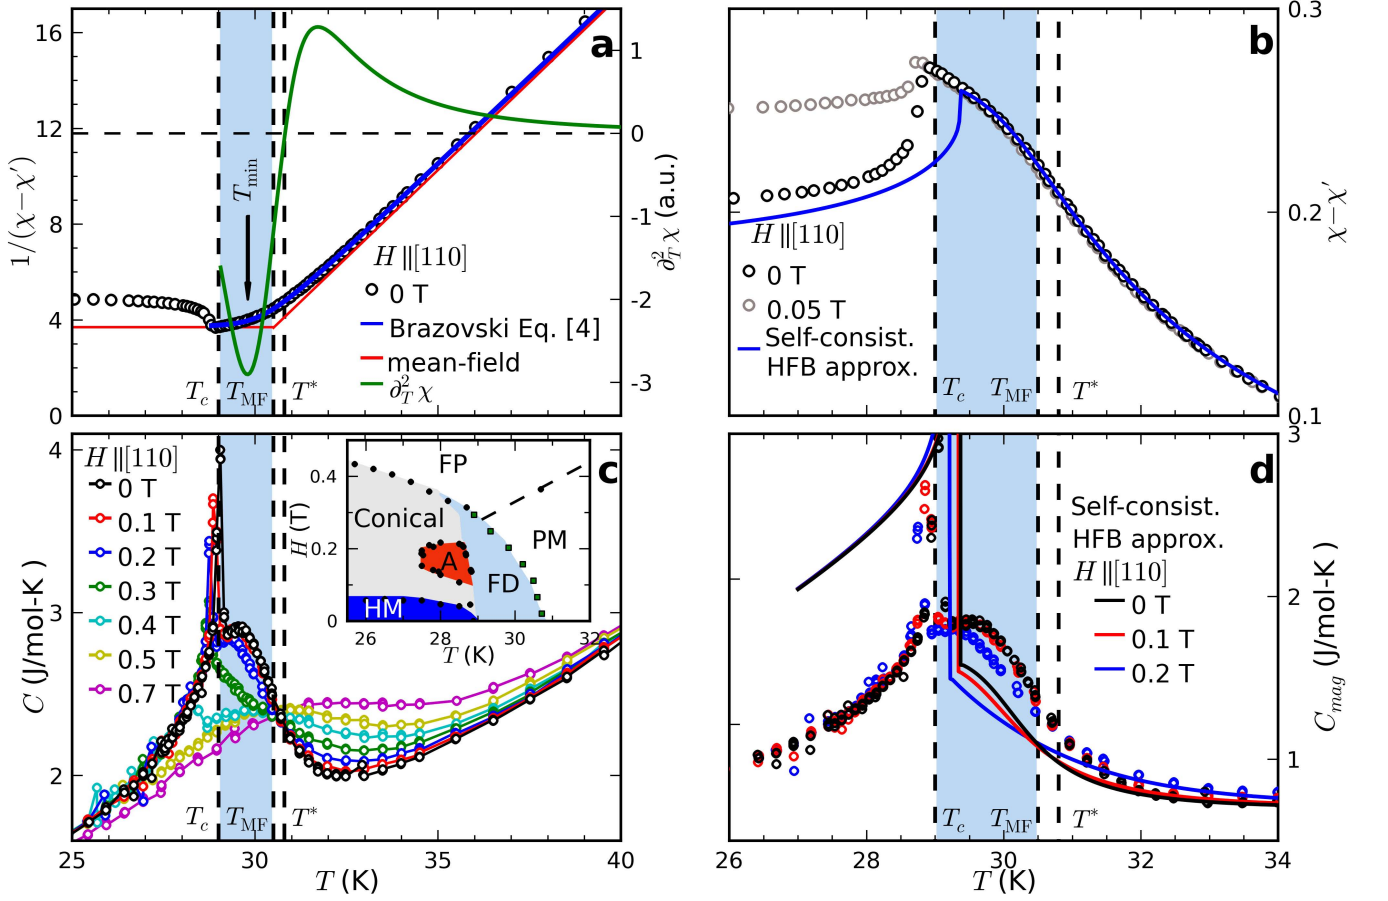 a
16
12
8
4
0
1/(χ−χ′)
1
0
-1
-2
-3
∂²_T χ (a.u.)
T_min
H ||[110]
0 T
Brazovski Eq. [4]
mean-field
∂²_T χ
T_c T_MF T*
b
0.3
0.2
0.1
χ−χ′
H ||[110]
0 T
0.05 T
Self-consist.
HFB approx.
T_c T_MF T*
c
4
3
2
C (J/mol-K)
H ||[110]
0 T
0.1 T
0.2 T
0.3 T
0.4 T
0.5 T
0.7 T
FP
Conical
PM
A
FD
HM
0.4
0.2
0
H (T)
26 28 30 32
T (K)
T_c T_MF T*
25 30 35 40
T (K)
d
3
2
1
C_mag (J/mol-K)
Self-consist.
HFB approx.
H ||[110]
0 T
0.1 T
0.2 T
T_c T_MF T*
26 28 30 32 34
T (K)